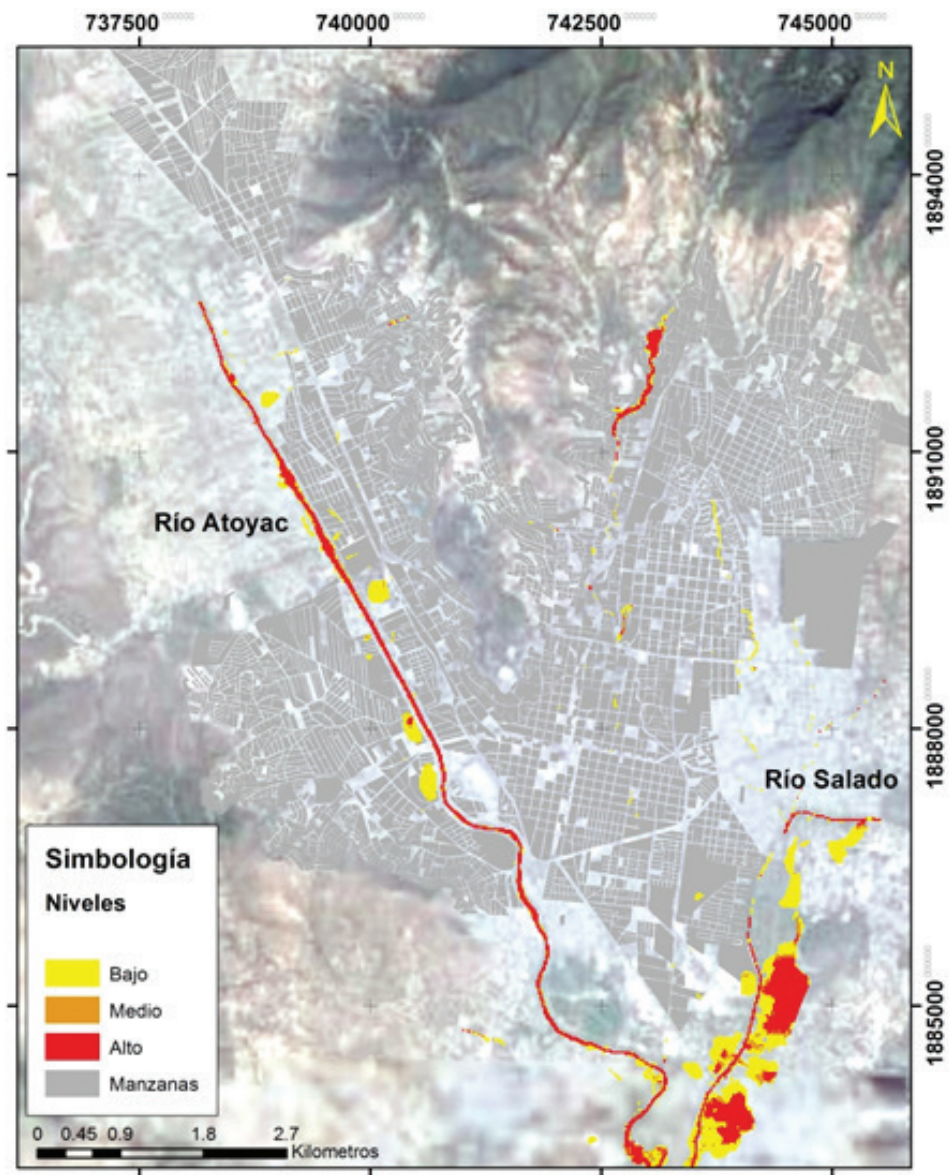 737500 740000 742500 745000
N
1894000
1891000
Río Atoyac
1888000
Río Salado
1885000
Simbología
Niveles
Bajo
Medio
Alto
Manzanas
0 0.45 0.9 1.8 2.7
Kilometros